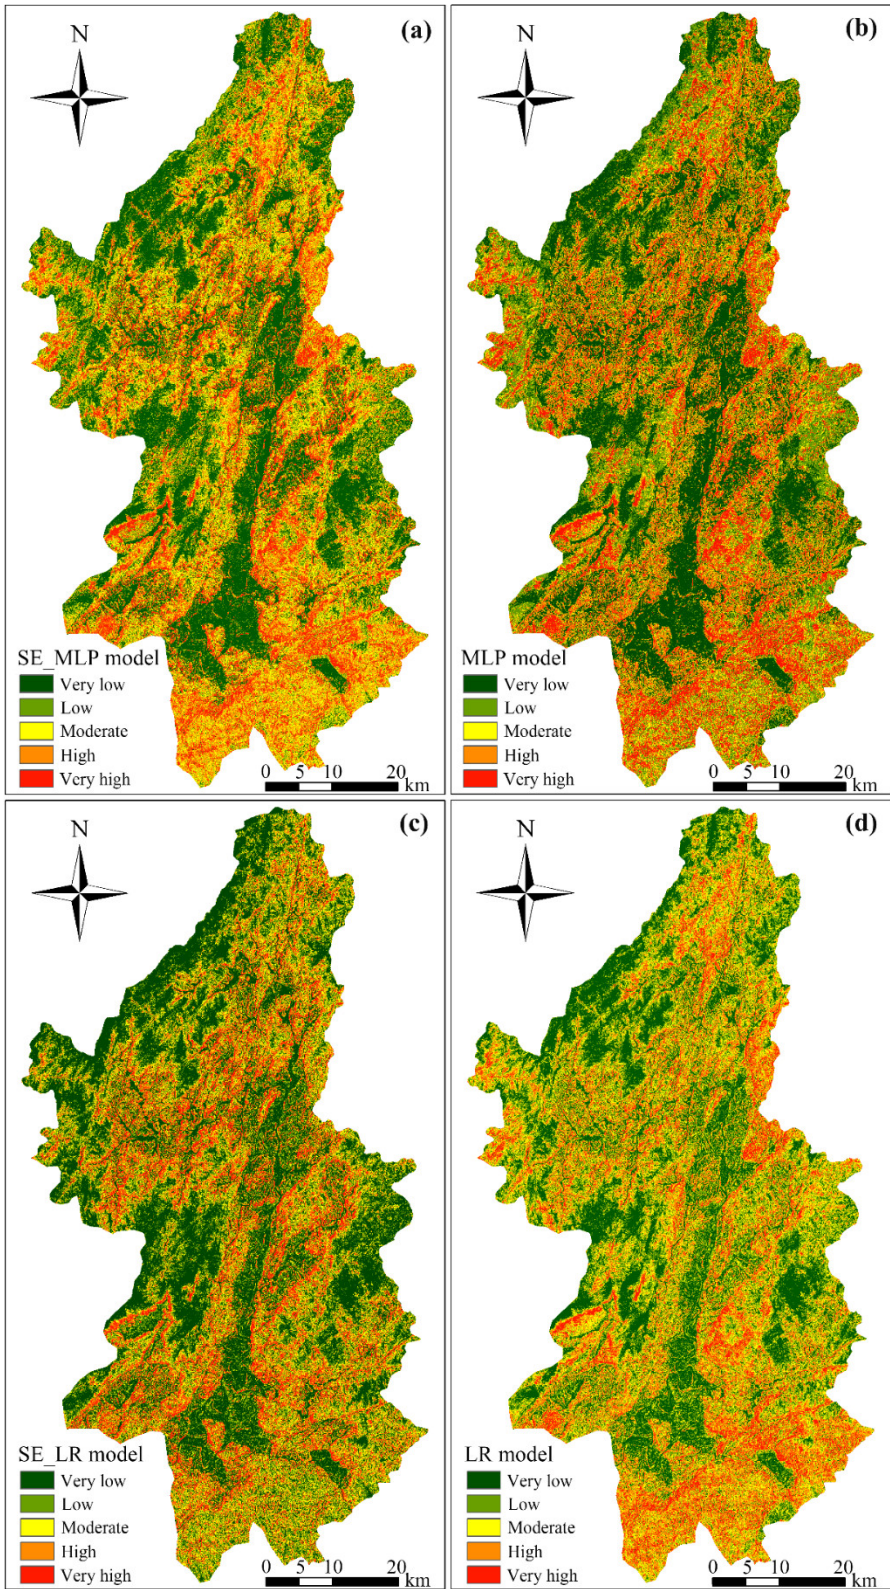 (a)
N
SE_MLP model
Very low
Low
Moderate
High
Very high
0 5 10 20
km
(b)
N
MLP model
Very low
Low
Moderate
High
Very high
0 5 10 20
km
(c)
N
SE_LR model
Very low
Low
Moderate
High
Very high
0 5 10 20
km
(d)
N
LR model
Very low
Low
Moderate
High
Very high
0 5 10 20
km